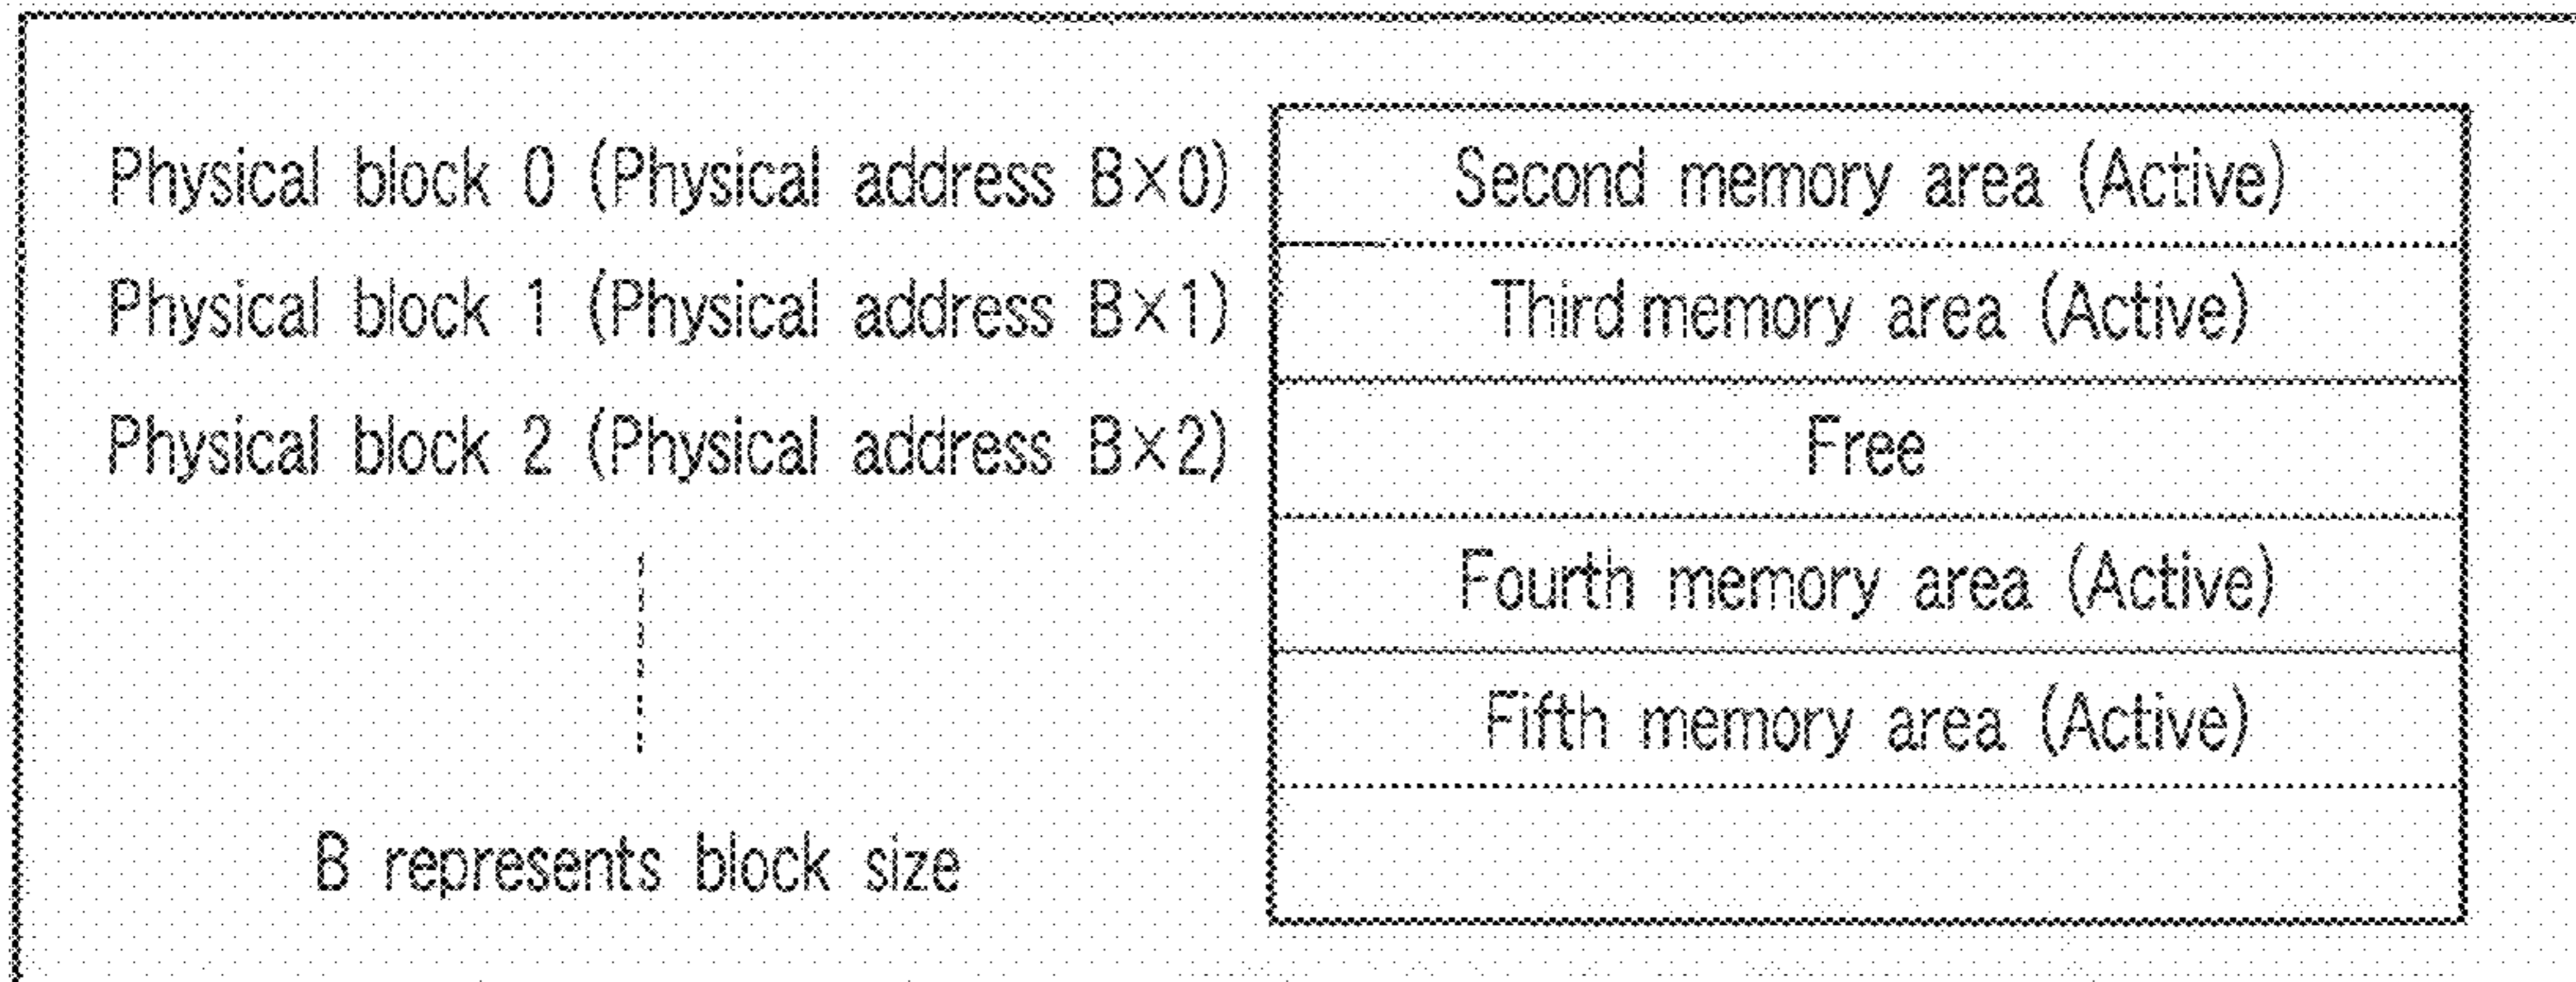 Physical block 0 (Physical address B×0) Second memory area (Active)
Physical block 1 (Physical address B×1) Third memory area (Active)
Physical block 2 (Physical address B×2) Free
Fourth memory area (Active)
Fifth memory area (Active)
B represents block size